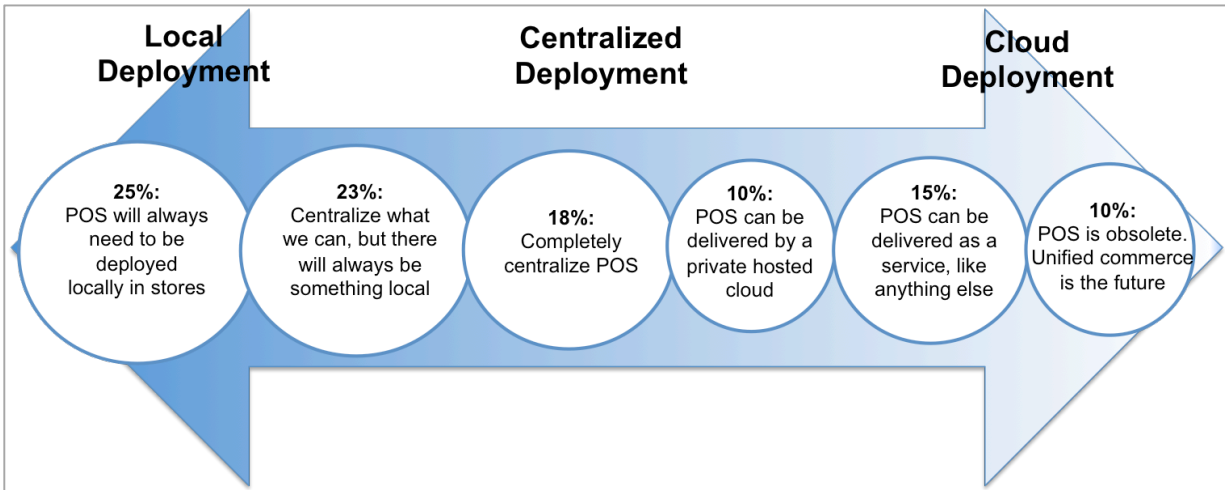 Local
Deployment
Centralized
Deployment
Cloud
Deployment
25%:
POS will always
need to be
deployed
locally in stores
23%:
Centralize what
we can, but there
will always be
something local
18%:
Completely
centralize POS
10%:
POS can be
delivered by a
private hosted
cloud
15%:
POS can be
delivered as a
service, like
anything else
10%:
POS is obsolete.
Unified commerce
is the future